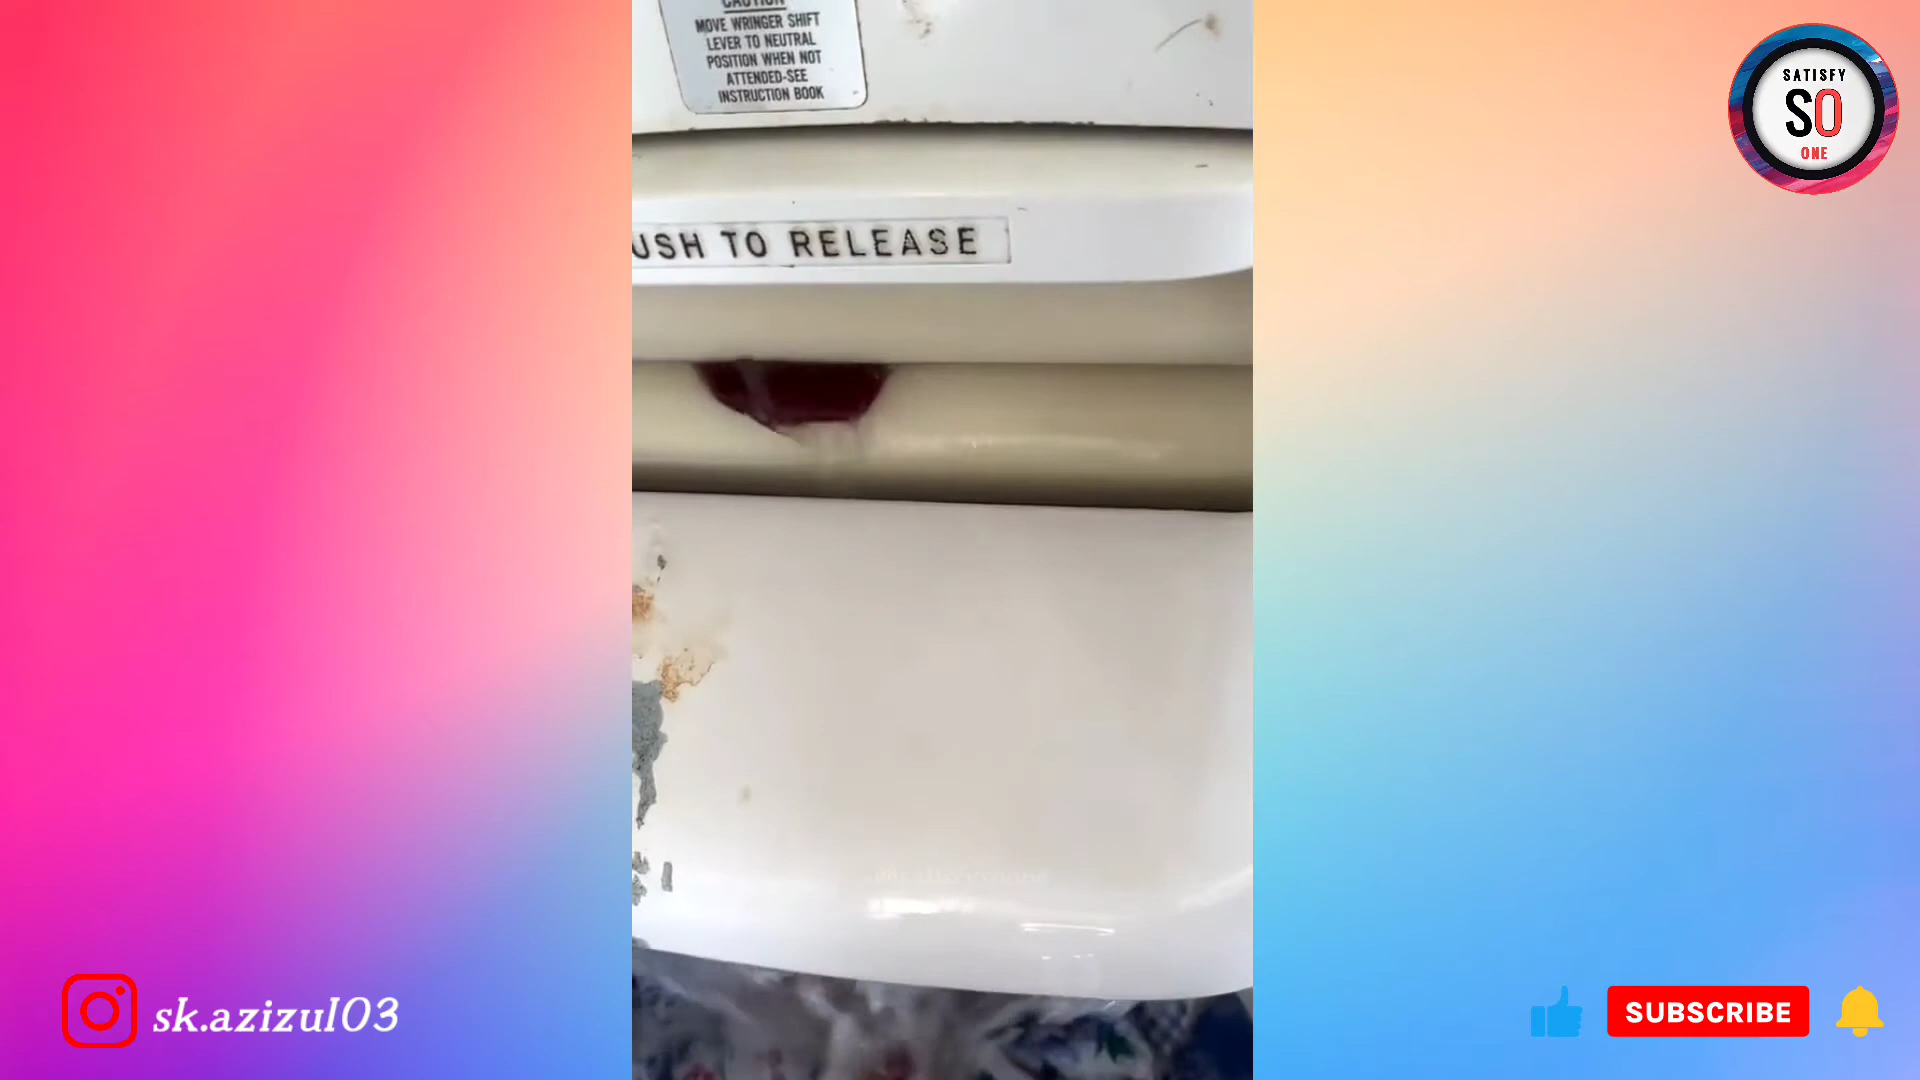 CAUTION
MOVE WRINGER SHIFT
LEVER TO NEUTRAL
POSITION WHEN NOT
ATTENDED-SEE
INSTRUCTION BOOK
USH TO RELEASE
SATISFY
SO
ONE
sk.azizul03
SUBSCRIBE